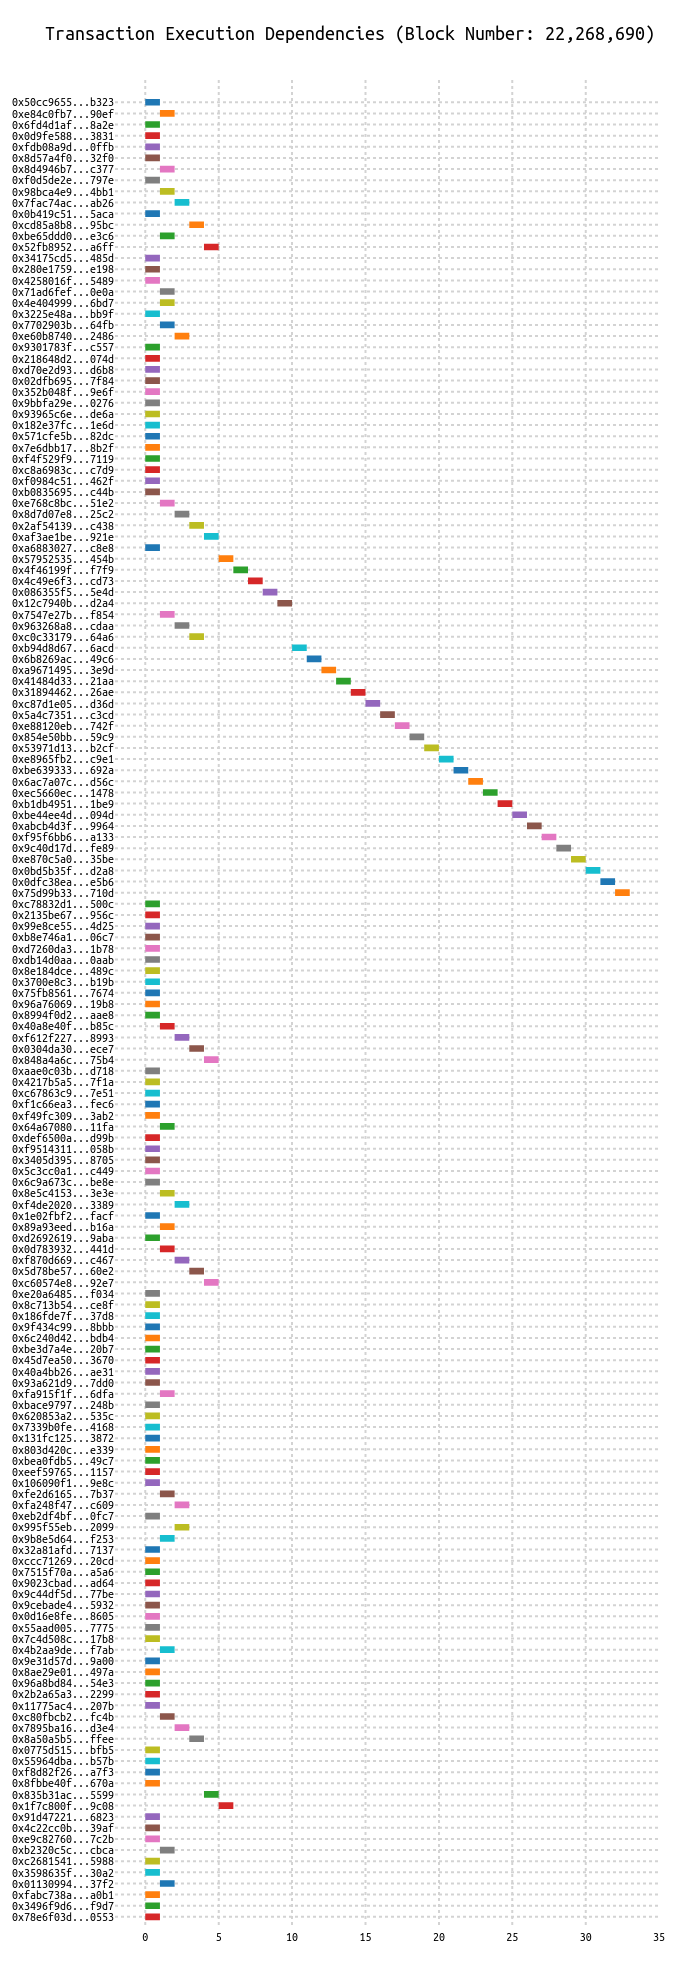 Transaction Execution Dependencies (Block Number: 22,268,690)
0x50cc9655...b323
0xe84c0fb7...90ef
0x6fd4d1af...8a2e
0x0d9fe588...3831
0xfdb08a9d...0ffb
0x8d57a4f0...32f0
0x8d4946b7...c377
0xf0d5de2e...797e
0x98bca4e9...4bb1
0x7fac74ac...ab26
0x0b419c51...5aca
0xcd85a8b8...95bc
0xbe65ddd0...e3c6
0x52fb8952...a6ff
0x34175cd5...485d
0x280e1759...e198
0x4258016f...5489
0x71ad6fef...0e0a
0x4e404999...6bd7
0x3225e48a...bb9f
0x7702903b...64fb
0xe60b8740...2486
0x9301783f...c557
0x218648d2...074d
0xd70e2d93...d6b8
0x02dfb695...7f84
0x352b048f...9e6f
0x9bbfa29e...0276
0x93965c6e...de6a
0x182e37fc...1e6d
0x571cfe5b...82dc
0x7e6dbb17...8b2f
0xf4f529f9...7119
0xc8a6983c...c7d9
0xf0984c51...462f
0xb0835695...c44b
0xe768c8bc...51e2
0x8d7d07e8...25c2
0x2af54139...c438
0xaf3ae1be...921e
0xa6883027...c8e8
0x57952535...454b
0x4f46199f...f7f9
0x4c49e6f3...cd73
0x086355f5...5e4d
0x12c7940b...d2a4
0x7547e27b...f854
0x963268a8...cdaa
0xc0c33179...64a6
0xb94d8d67...6acd
0x6b8269ac...49c6
0xa9671495...3e9d
0x41484d33...21aa
0x31894462...26ae
0xc87d1e05...d36d
0x5a4c7351...c3cd
0xe88120eb...742f
0x854e50bb...59c9
0x53971d13...b2cf
0xe8965fb2...c9e1
0xbe639333...692a
0x6ac7a07c...d56c
0xec5660ec...1478
0xb1db4951...1be9
0xbe44ee4d...094d
0xabcb4d3f...9964
0xf95f6bb6...a133
0x9c40d17d...fe89
0xe870c5a0...35be
0x0bd5b35f...d2a8
0x0dfc38ea...e5b6
0x75d99b33...710d
0xc78832d1...500c
0x2135be67...956c
0x99e8ce55...4d25
0xb8e746a1...06c7
0xd7260da3...1b78
0xdb14d0aa...0aab
0x8e184dce...489c
0x3700e8c3...b19b
0x75fb8561...7674
0x96a76069...19b8
0x8994f0d2...aae8
0x40a8e40f...b85c
0xf612f227...8993
0x0304da30...ece7
0x848a4a6c...75b4
0xaae0c03b...d718
0x4217b5a5...7f1a
0xc67863c9...7e51
0xf1c66ea3...fec6
0xf49fc309...3ab2
0x64a67080...11fa
0xdef6500a...d99b
0xf9514311...058b
0x3405d395...8705
0x5c3cc0a1...c449
0x6c9a673c...be8e
0x8e5c4153...3e3e
0xf4de2020...3389
0x1e02fbf2...facf
0x89a93eed...b16a
0xd2692619...9aba
0x0d783932...441d
0xf870d669...c467
0x5d78be57...60e2
0xc60574e8...92e7
0xe20a6485...f034
0x8c713b54...ce8f
0x186fde7f...37d8
0x9f434c99...8bbb
0x6c240d42...bdb4
0xbe3d7a4e...20b7
0x45d7ea50...3670
0x40a4bb26...ae31
0x93a621d9...7dd0
0xfa915f1f...6dfa
0xbace9797...248b
0x620853a2...535c
0x7339b0fe...4168
0x131fc125...3872
0x803d420c...e339
0xbea0fdb5...49c7
0xeef59765...1157
0x106090f1...9e8c
0xfe2d6165...7b37
0xfa248f47...c609
0xeb2df4bf...0fc7
0x995f55eb...2099
0x9b8e5d64...f253
0x32a81afd...7137
0xccc71269...20cd
0x7515f70a...a5a6
0x9023cbad...ad64
0x9c44df5d...77be
0x9cebade4...5932
0x0d16e8fe...8605
0x55aad005...7775
0x7c4d508c...17b8
0x4b2aa9de...f7ab
0x9e31d57d...9a00
0x8ae29e01...497a
0x96a8bd84...54e3
0x2b2a65a3...2299
0x11775ac4...207b
0xc80fbcb2...fc4b
0x7895ba16...d3e4
0x8a50a5b5...ffee
0x0775d515...bfb5
0x55964dba...b57b
0xf8d82f26...a7f3
0x8fbbe40f...670a
0x835b31ac...5599
0x1f7c800f...9c08
0x91d47221...6823
0x4c22cc0b...39af
0xe9c82760...7c2b
0xb2320c5c...cbca
0xc2681541...5988
0x3598635f...30a2
0x01130994...37f2
0xfabc738a...a0b1
0x3496f9d6...f9d7
0x78e6f03d...0553
0 5 10 15 20 25 30 35